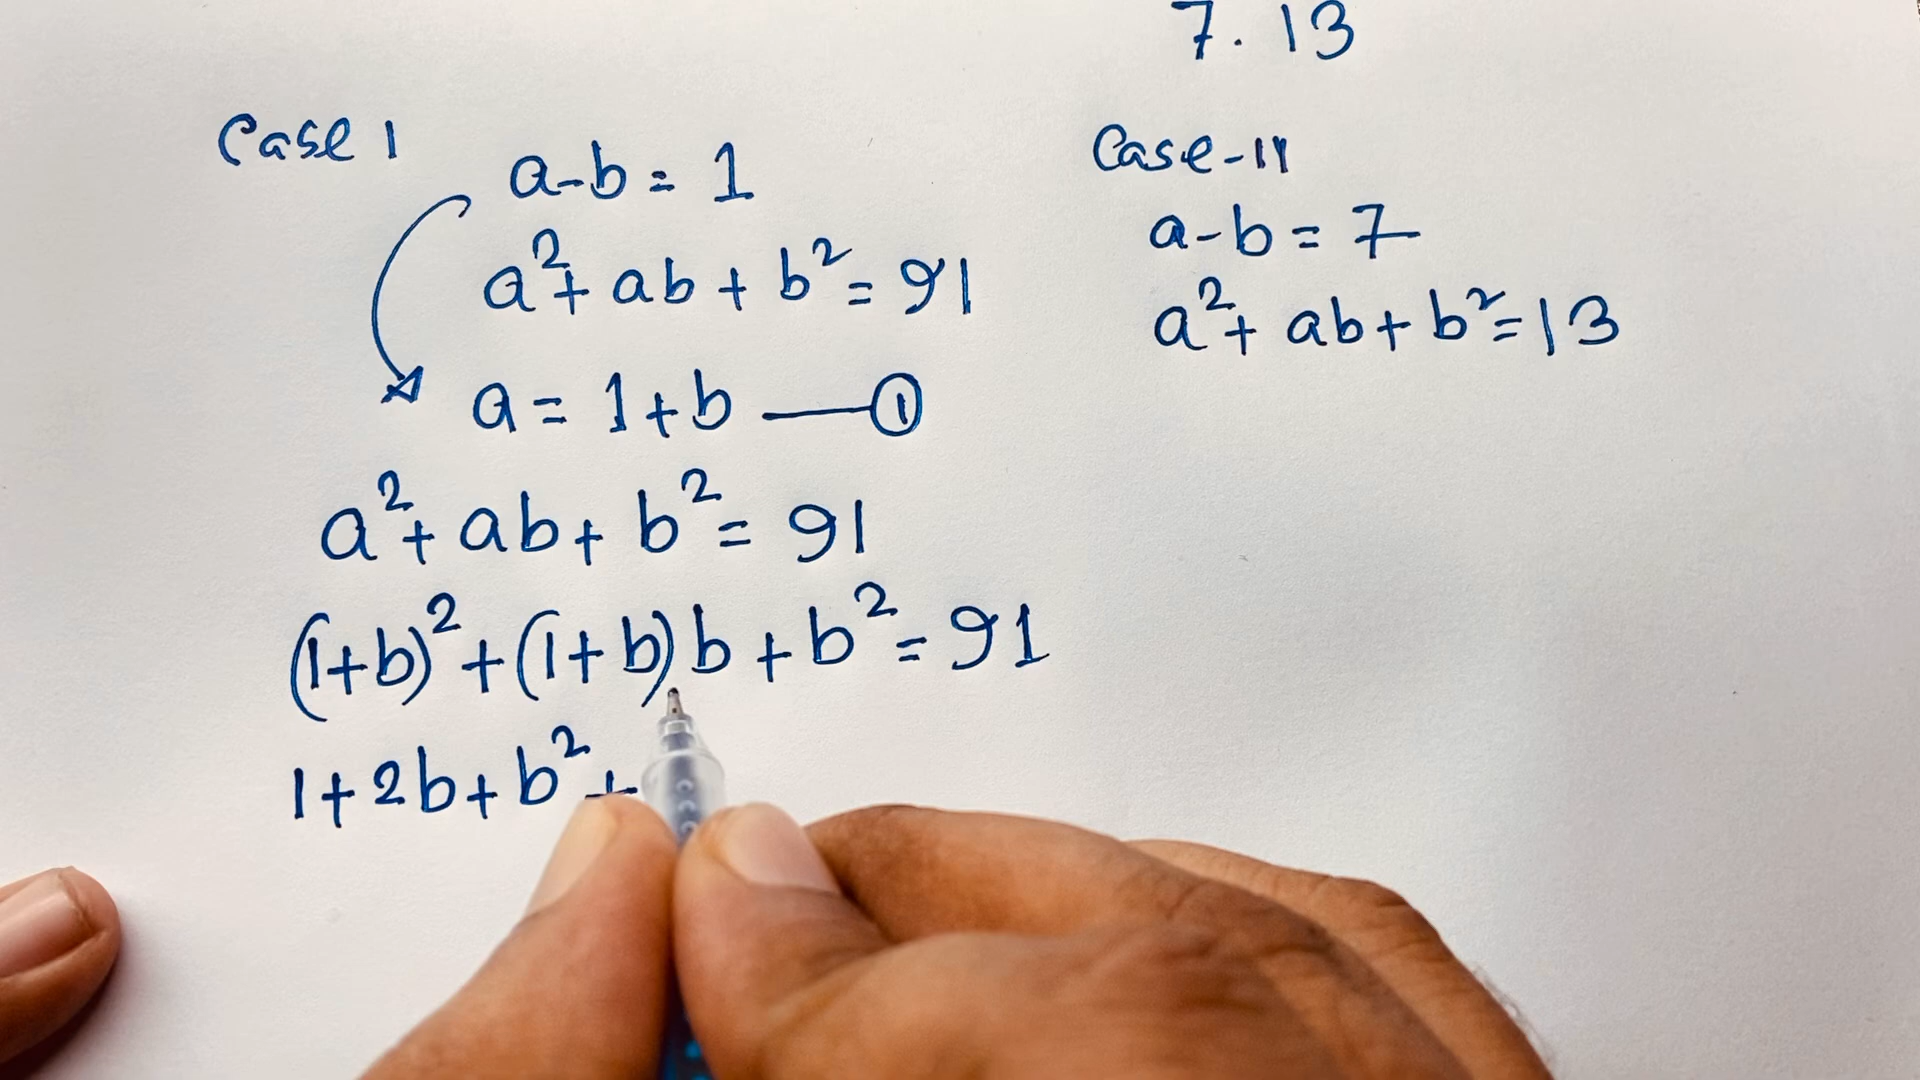 7. 13
Case 1
a-b = 1
a²+ ab + b² = 91
a = 1+b —①
a²+ ab + b² = 91
(1+b)² + (1+b)b + b² = 91
1+2b+b² +
Case-11
a-b = 7
a²+ ab + b² = 13